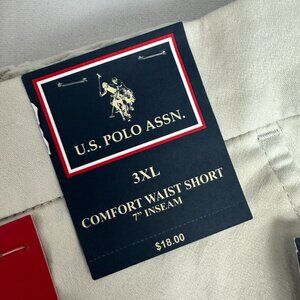 U.S. POLO ASSN.
3XL
COMFORT WAIST SHORT
7" INSEAM
$18.00